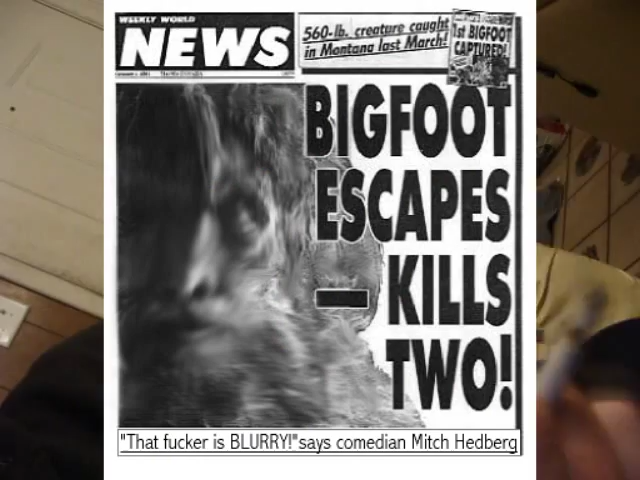 WEEKLY WORLD
NEWS
560-lb. creature caught
in Montana last March!
1st BIGFOOT
CAPTURED!
BIGFOOT
ESCAPES
— KILLS
TWO!
"That fucker is BLURRY!"says comedian Mitch Hedberg